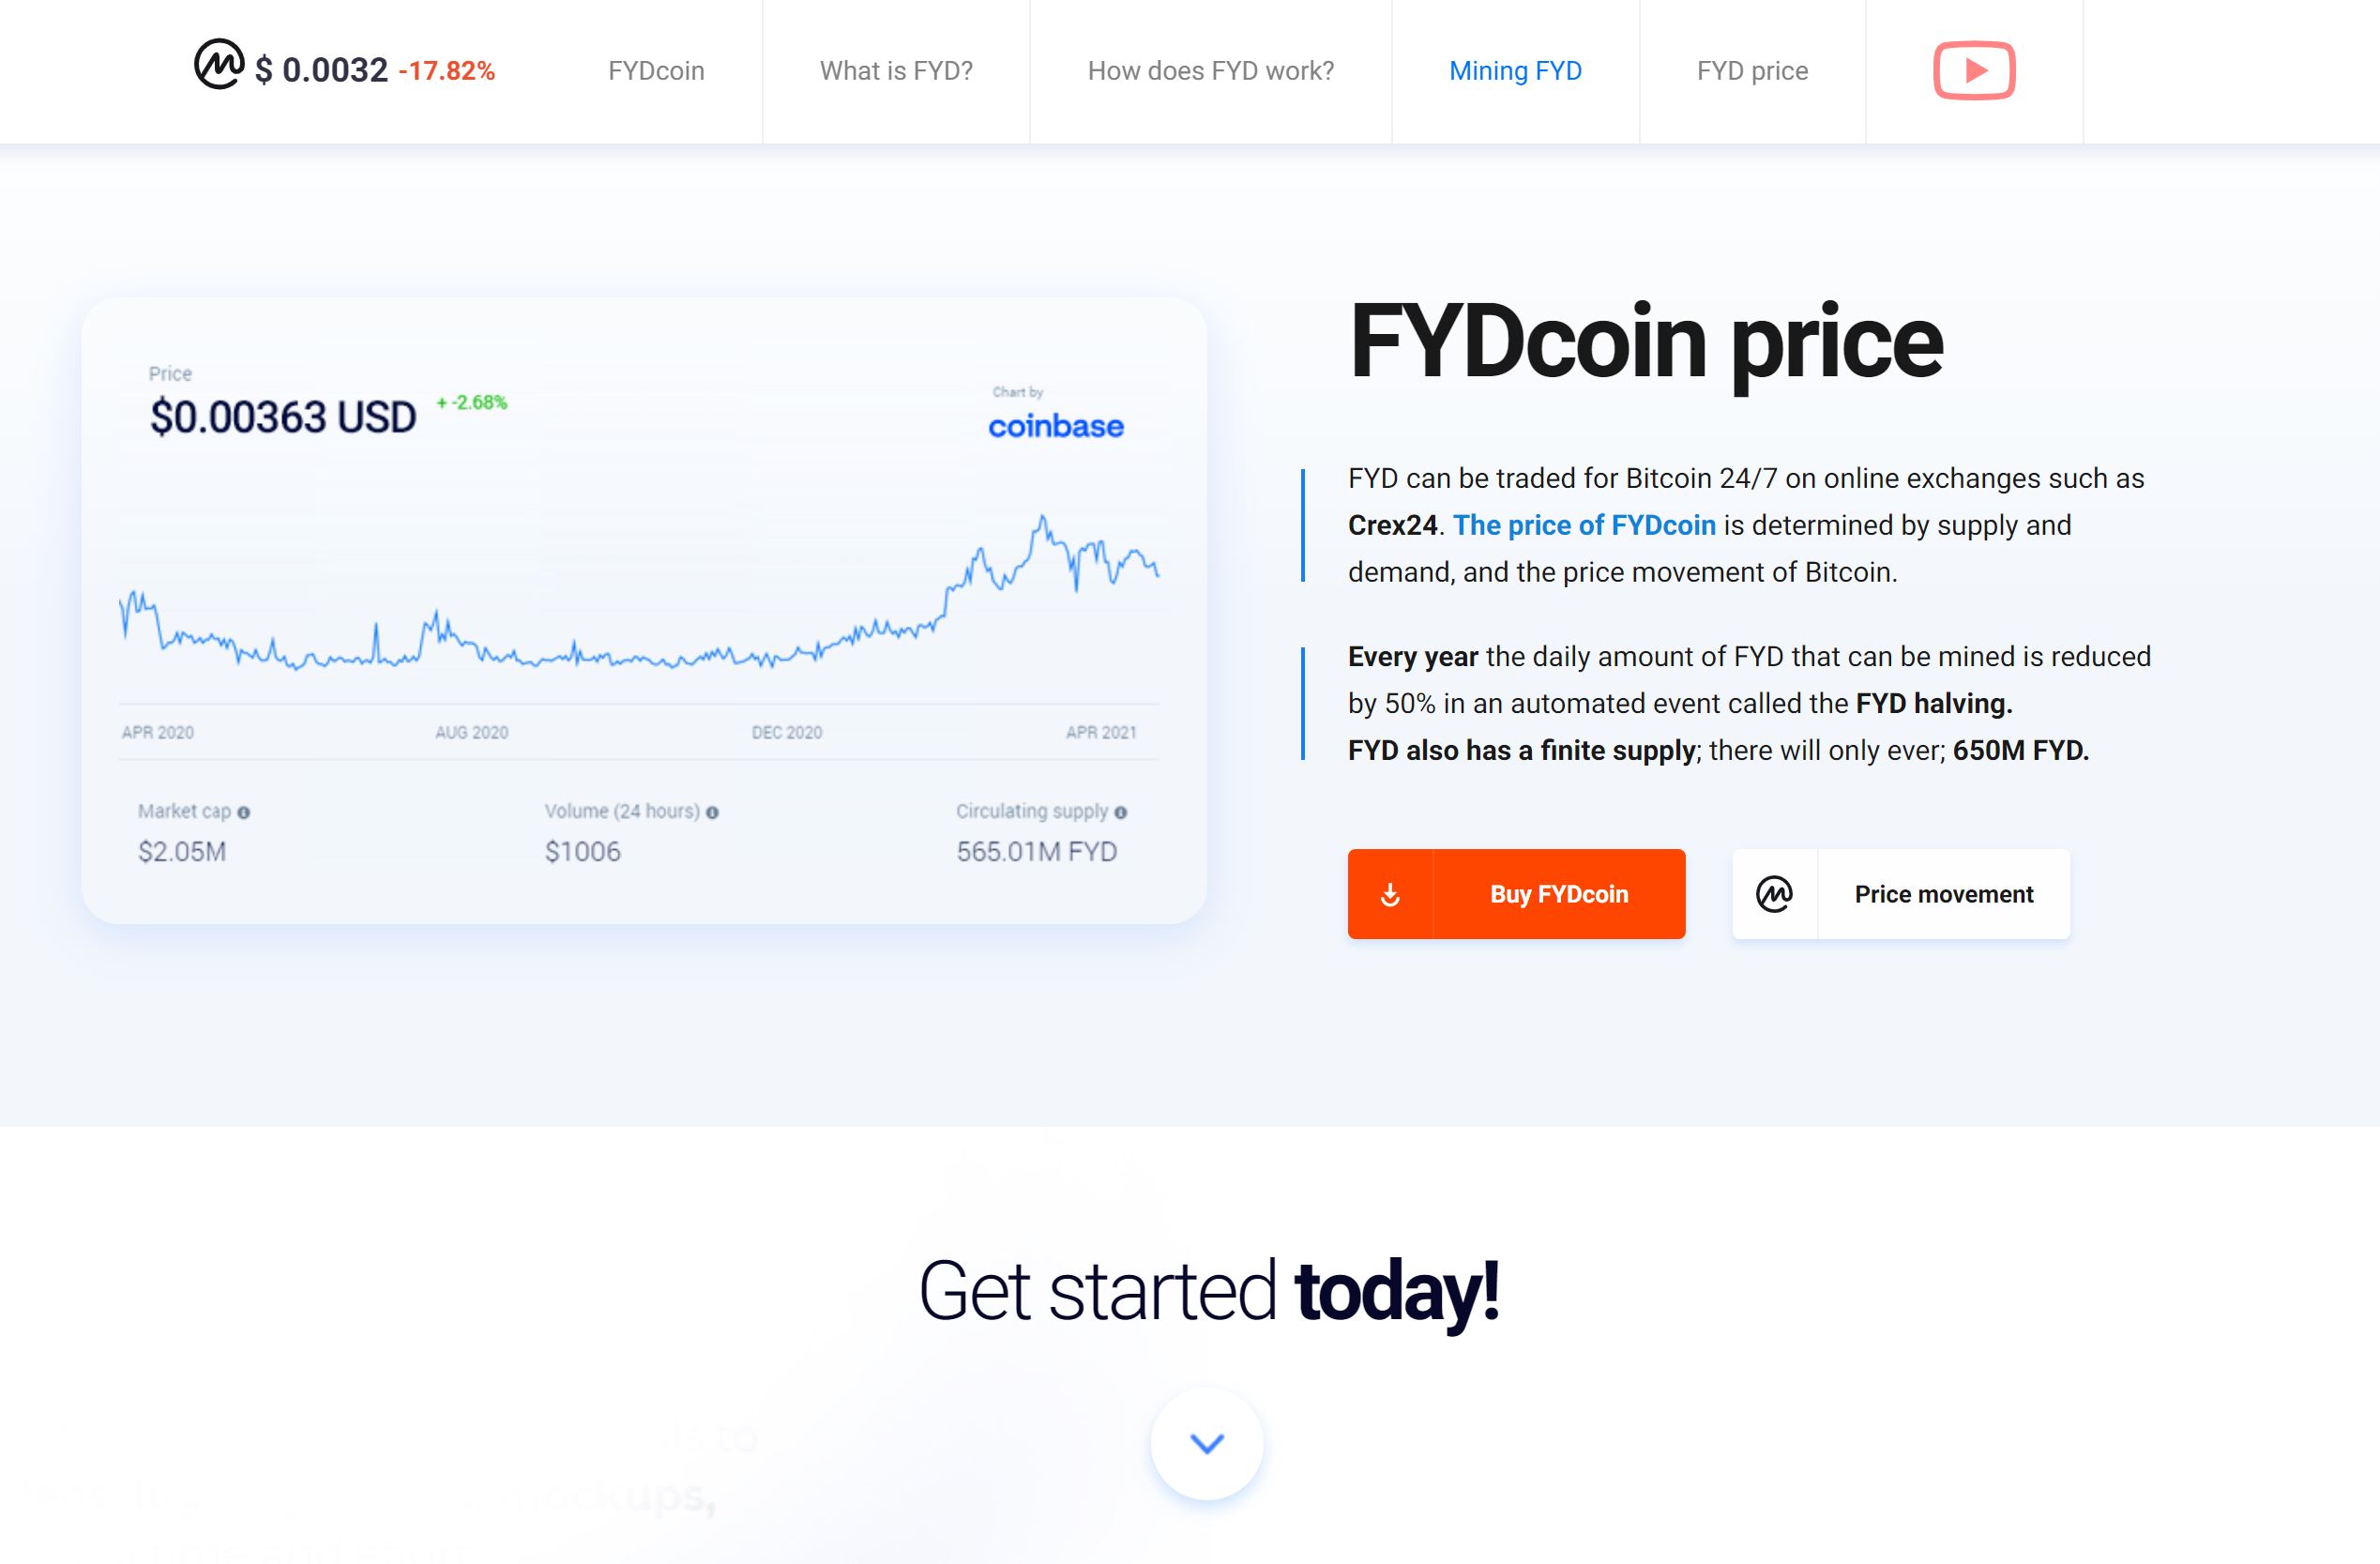 $ 0.0032 -17.82%
FYDcoin
What is FYD?
How does FYD work?
Mining FYD
FYD price
Price
$0.00363 USD + -2.68%
Chart by
coinbase
APR 2020 AUG 2020 DEC 2020 APR 2021
Market cap
$2.05M
Volume (24 hours)
$1006
Circulating supply
565.01M FYD
FYDcoin price
FYD can be traded for Bitcoin 24/7 on online exchanges such as
Crex24. The price of FYDcoin is determined by supply and
demand, and the price movement of Bitcoin.
Every year the daily amount of FYD that can be mined is reduced
by 50% in an automated event called the FYD halving.
FYD also has a finite supply; there will only ever; 650M FYD.
Buy FYDcoin
Price movement
Get started today!
to